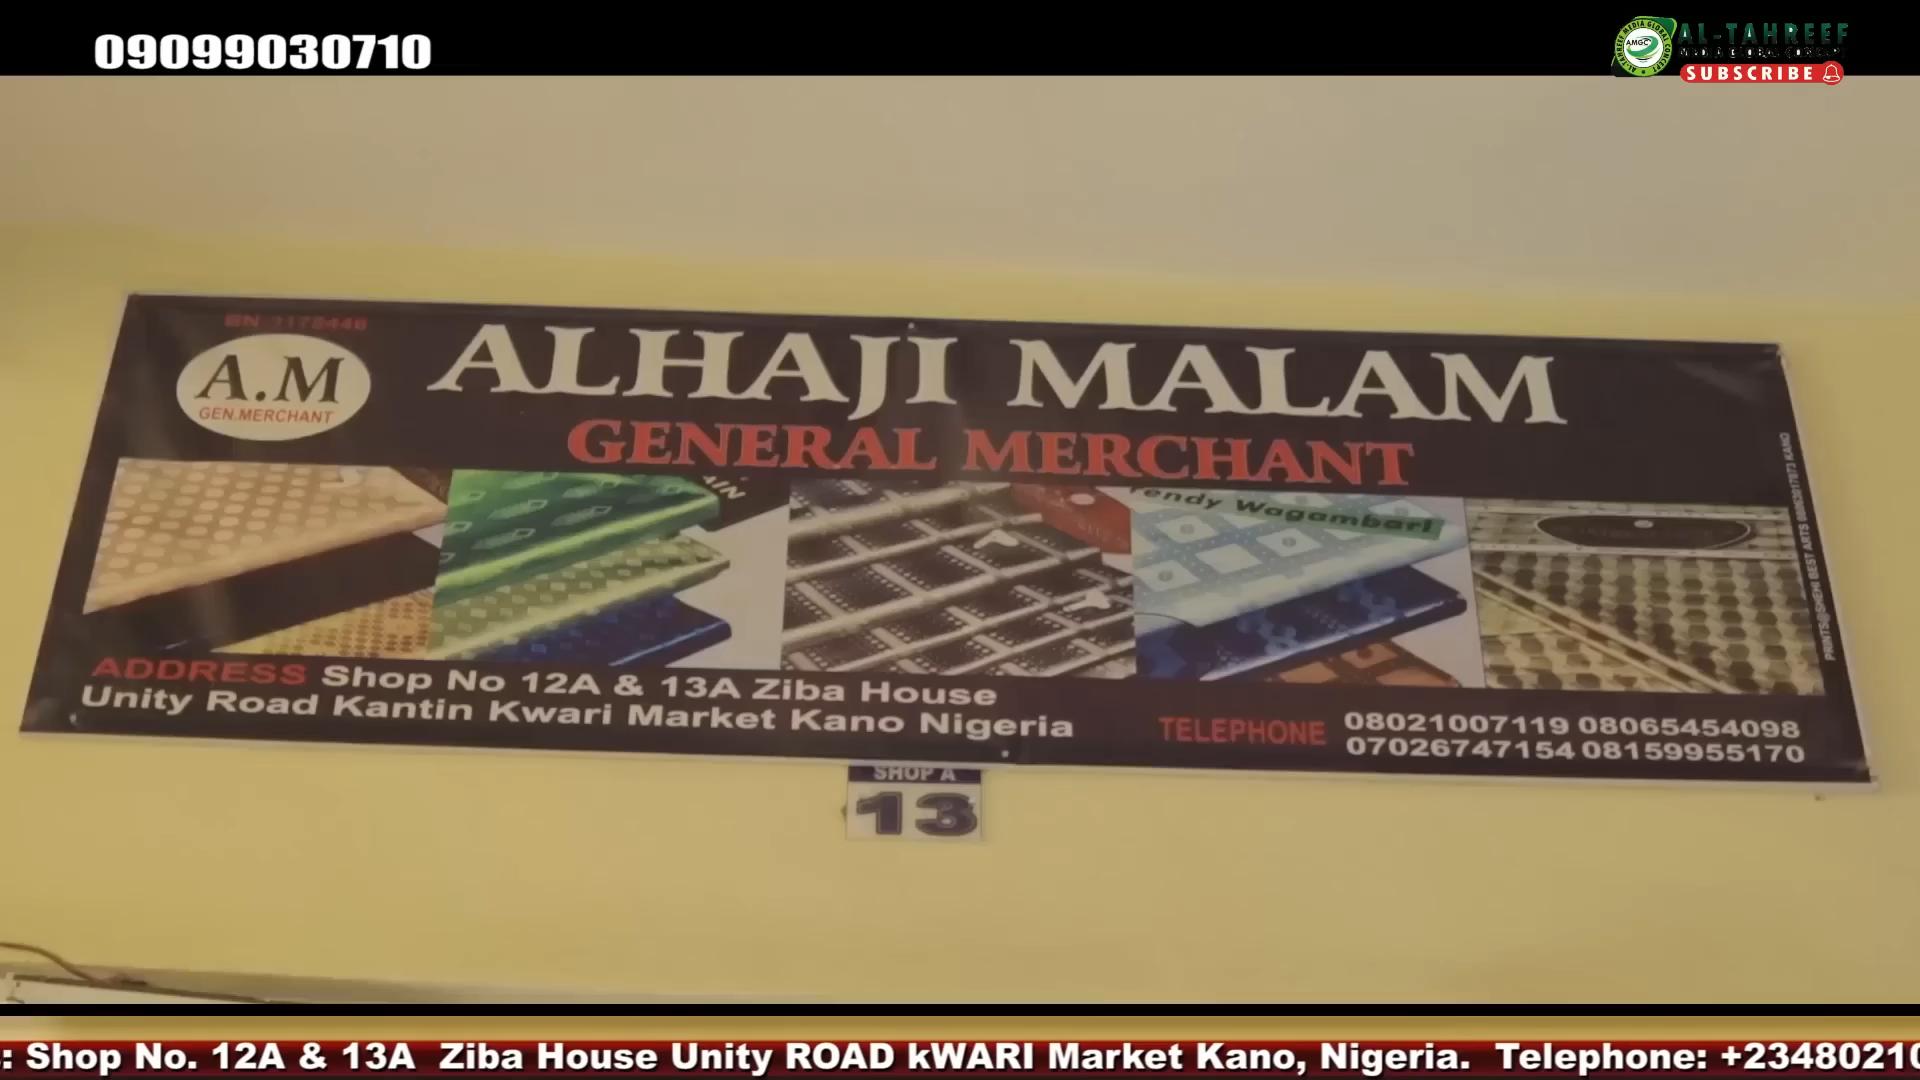 09099030710
AL-TAHREEF
AMGC
SUBSCRIBE
A.M
GEN.MERCHANT
ALHAJI MALAM
GENERAL MERCHANT
Trendy Wagambari
ADDRESS Shop No 12A & 13A Ziba House
Unity Road Kantin Kwari Market Kano Nigeria
TELEPHONE 08021007119 08065454098
07026747154 08159955170
SHOP A
13
: Shop No. 12A & 13A Ziba House Unity ROAD kWARI Market Kano, Nigeria. Telephone: +23480210